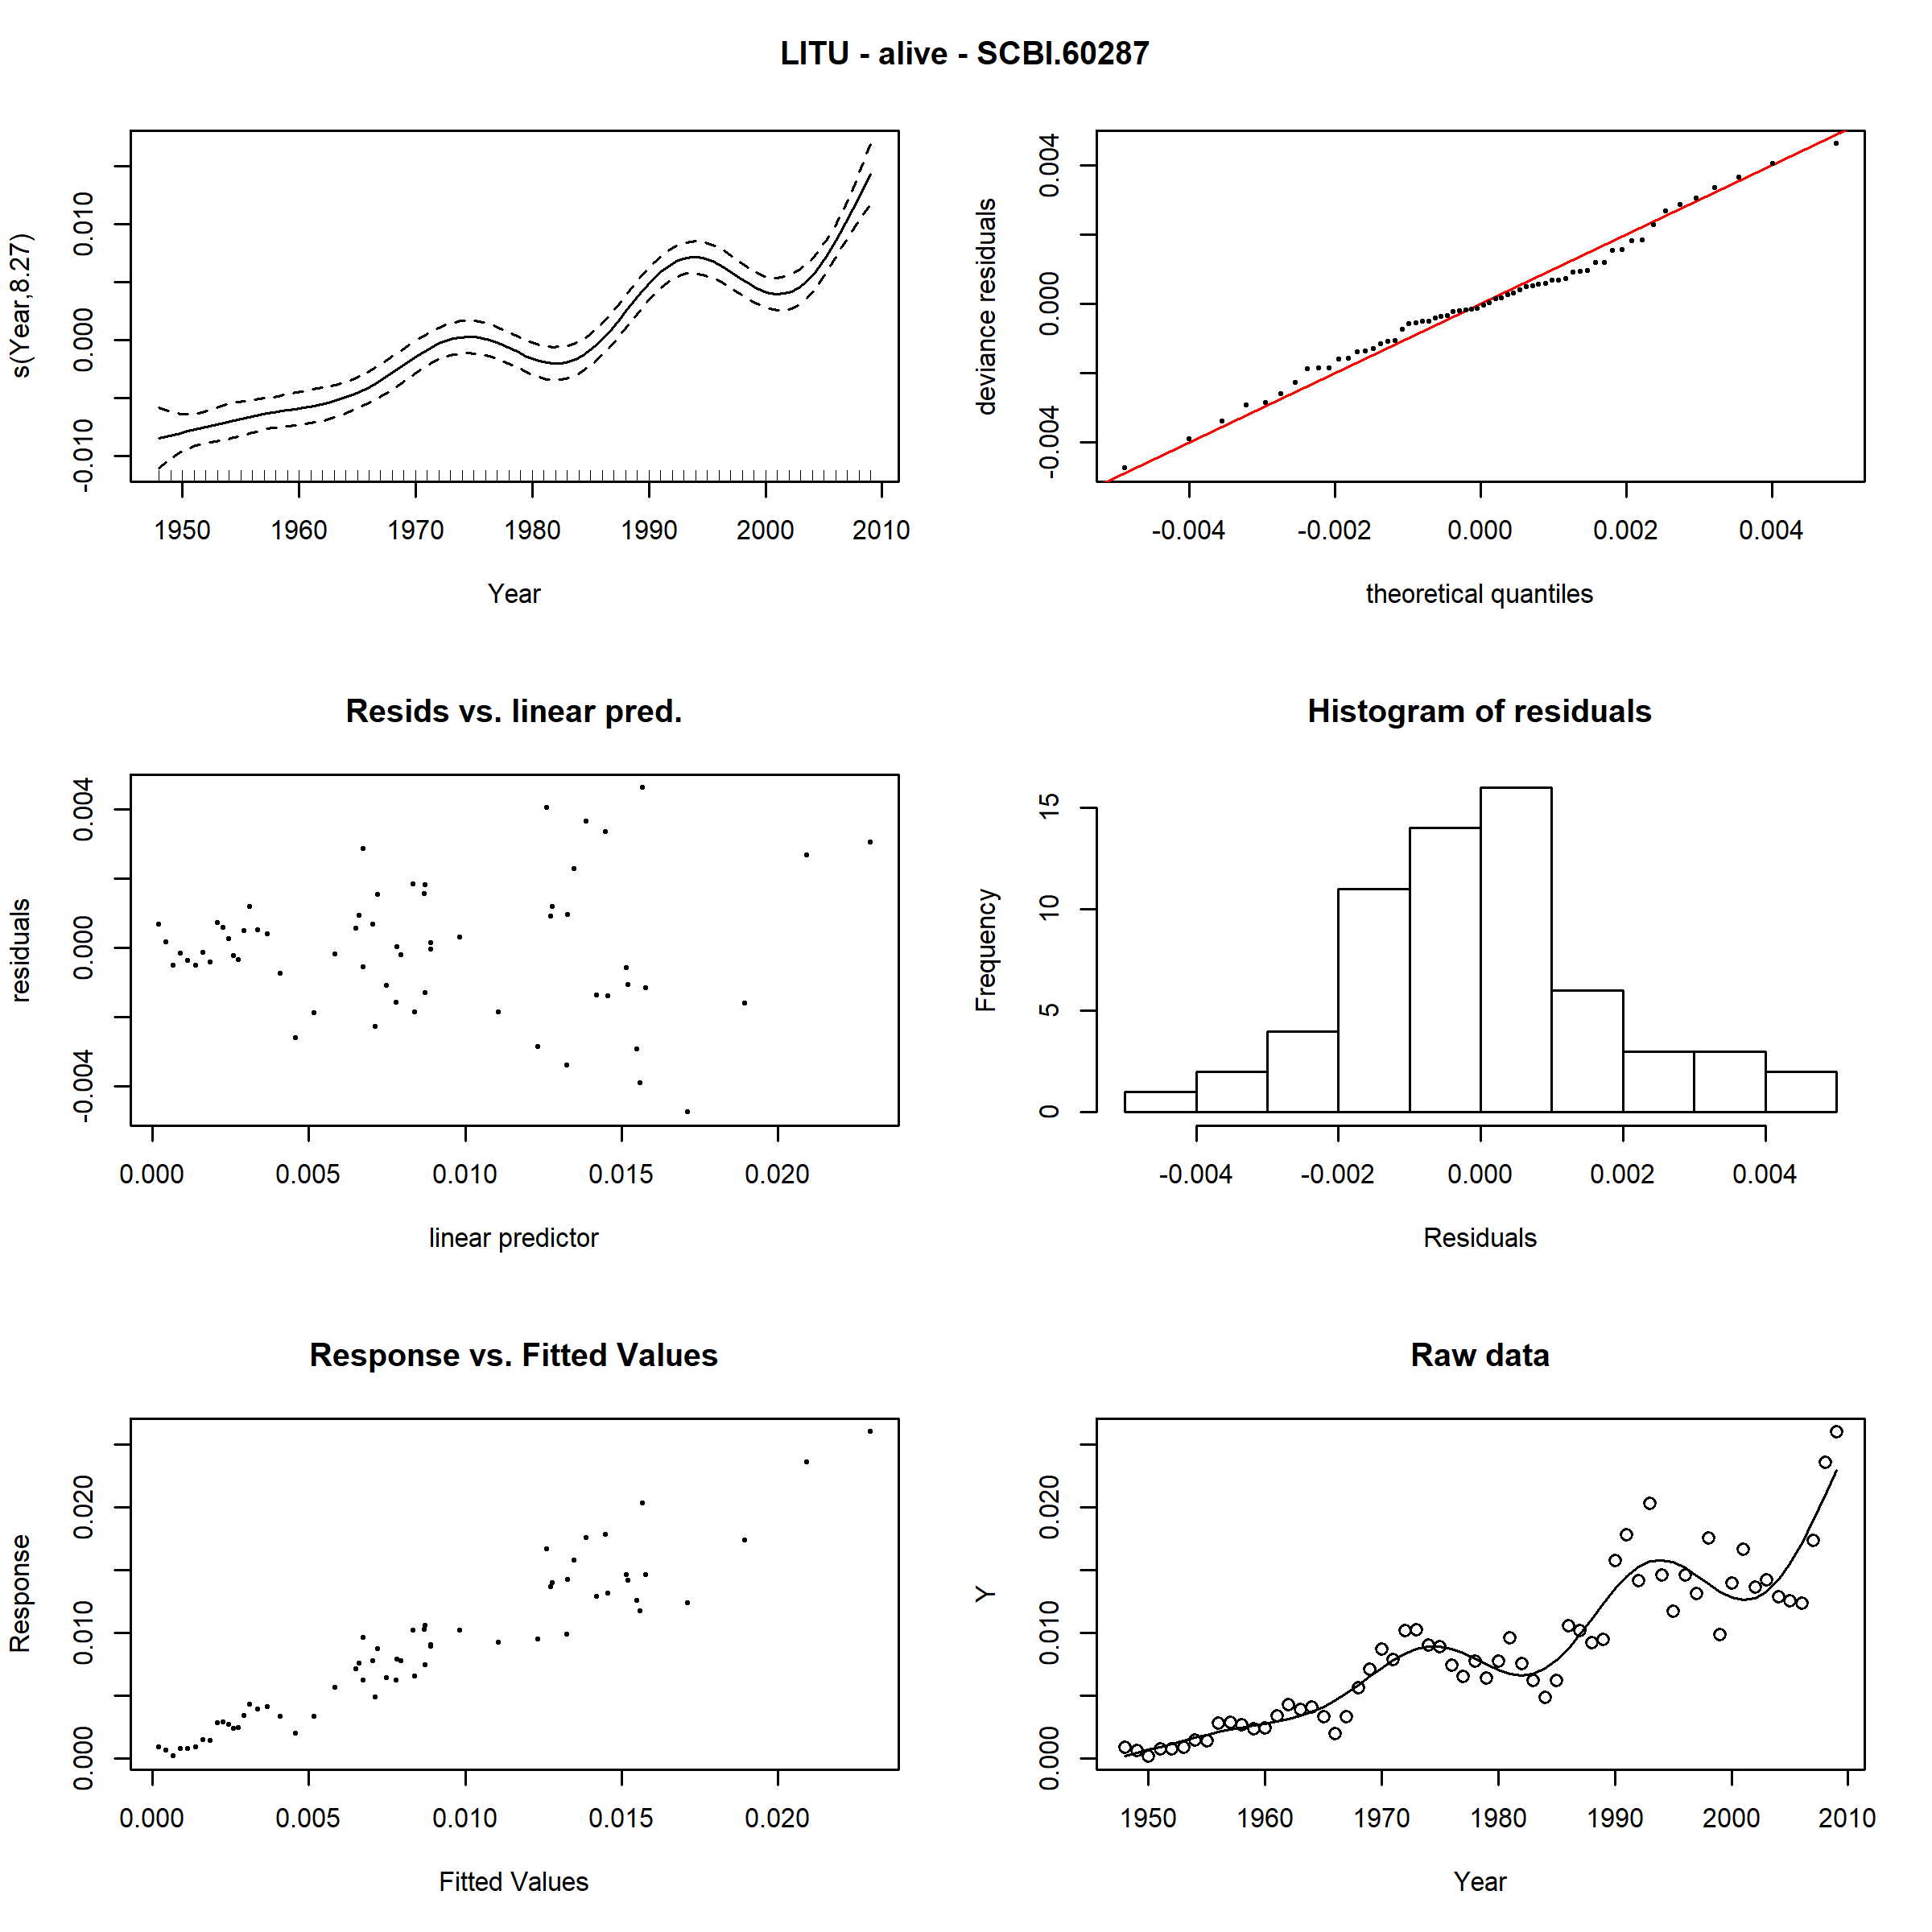 LITU - alive - SCBI.60287
s(Year,8.27)
-0.010 0.000 0.010
1950 1960 1970 1980 1990 2000 2010
Year
deviance residuals
-0.004 0.000 0.004
-0.004 -0.002 0.000 0.002 0.004
theoretical quantiles
Resids vs. linear pred.
residuals
-0.004 0.000 0.004
0.000 0.005 0.010 0.015 0.020
linear predictor
Histogram of residuals
Frequency
0 5 10 15
-0.004 -0.002 0.000 0.002 0.004
Residuals
Response vs. Fitted Values
Response
0.000 0.010 0.020
0.000 0.005 0.010 0.015 0.020
Fitted Values
Raw data
Y
0.000 0.010 0.020
1950 1960 1970 1980 1990 2000 2010
Year